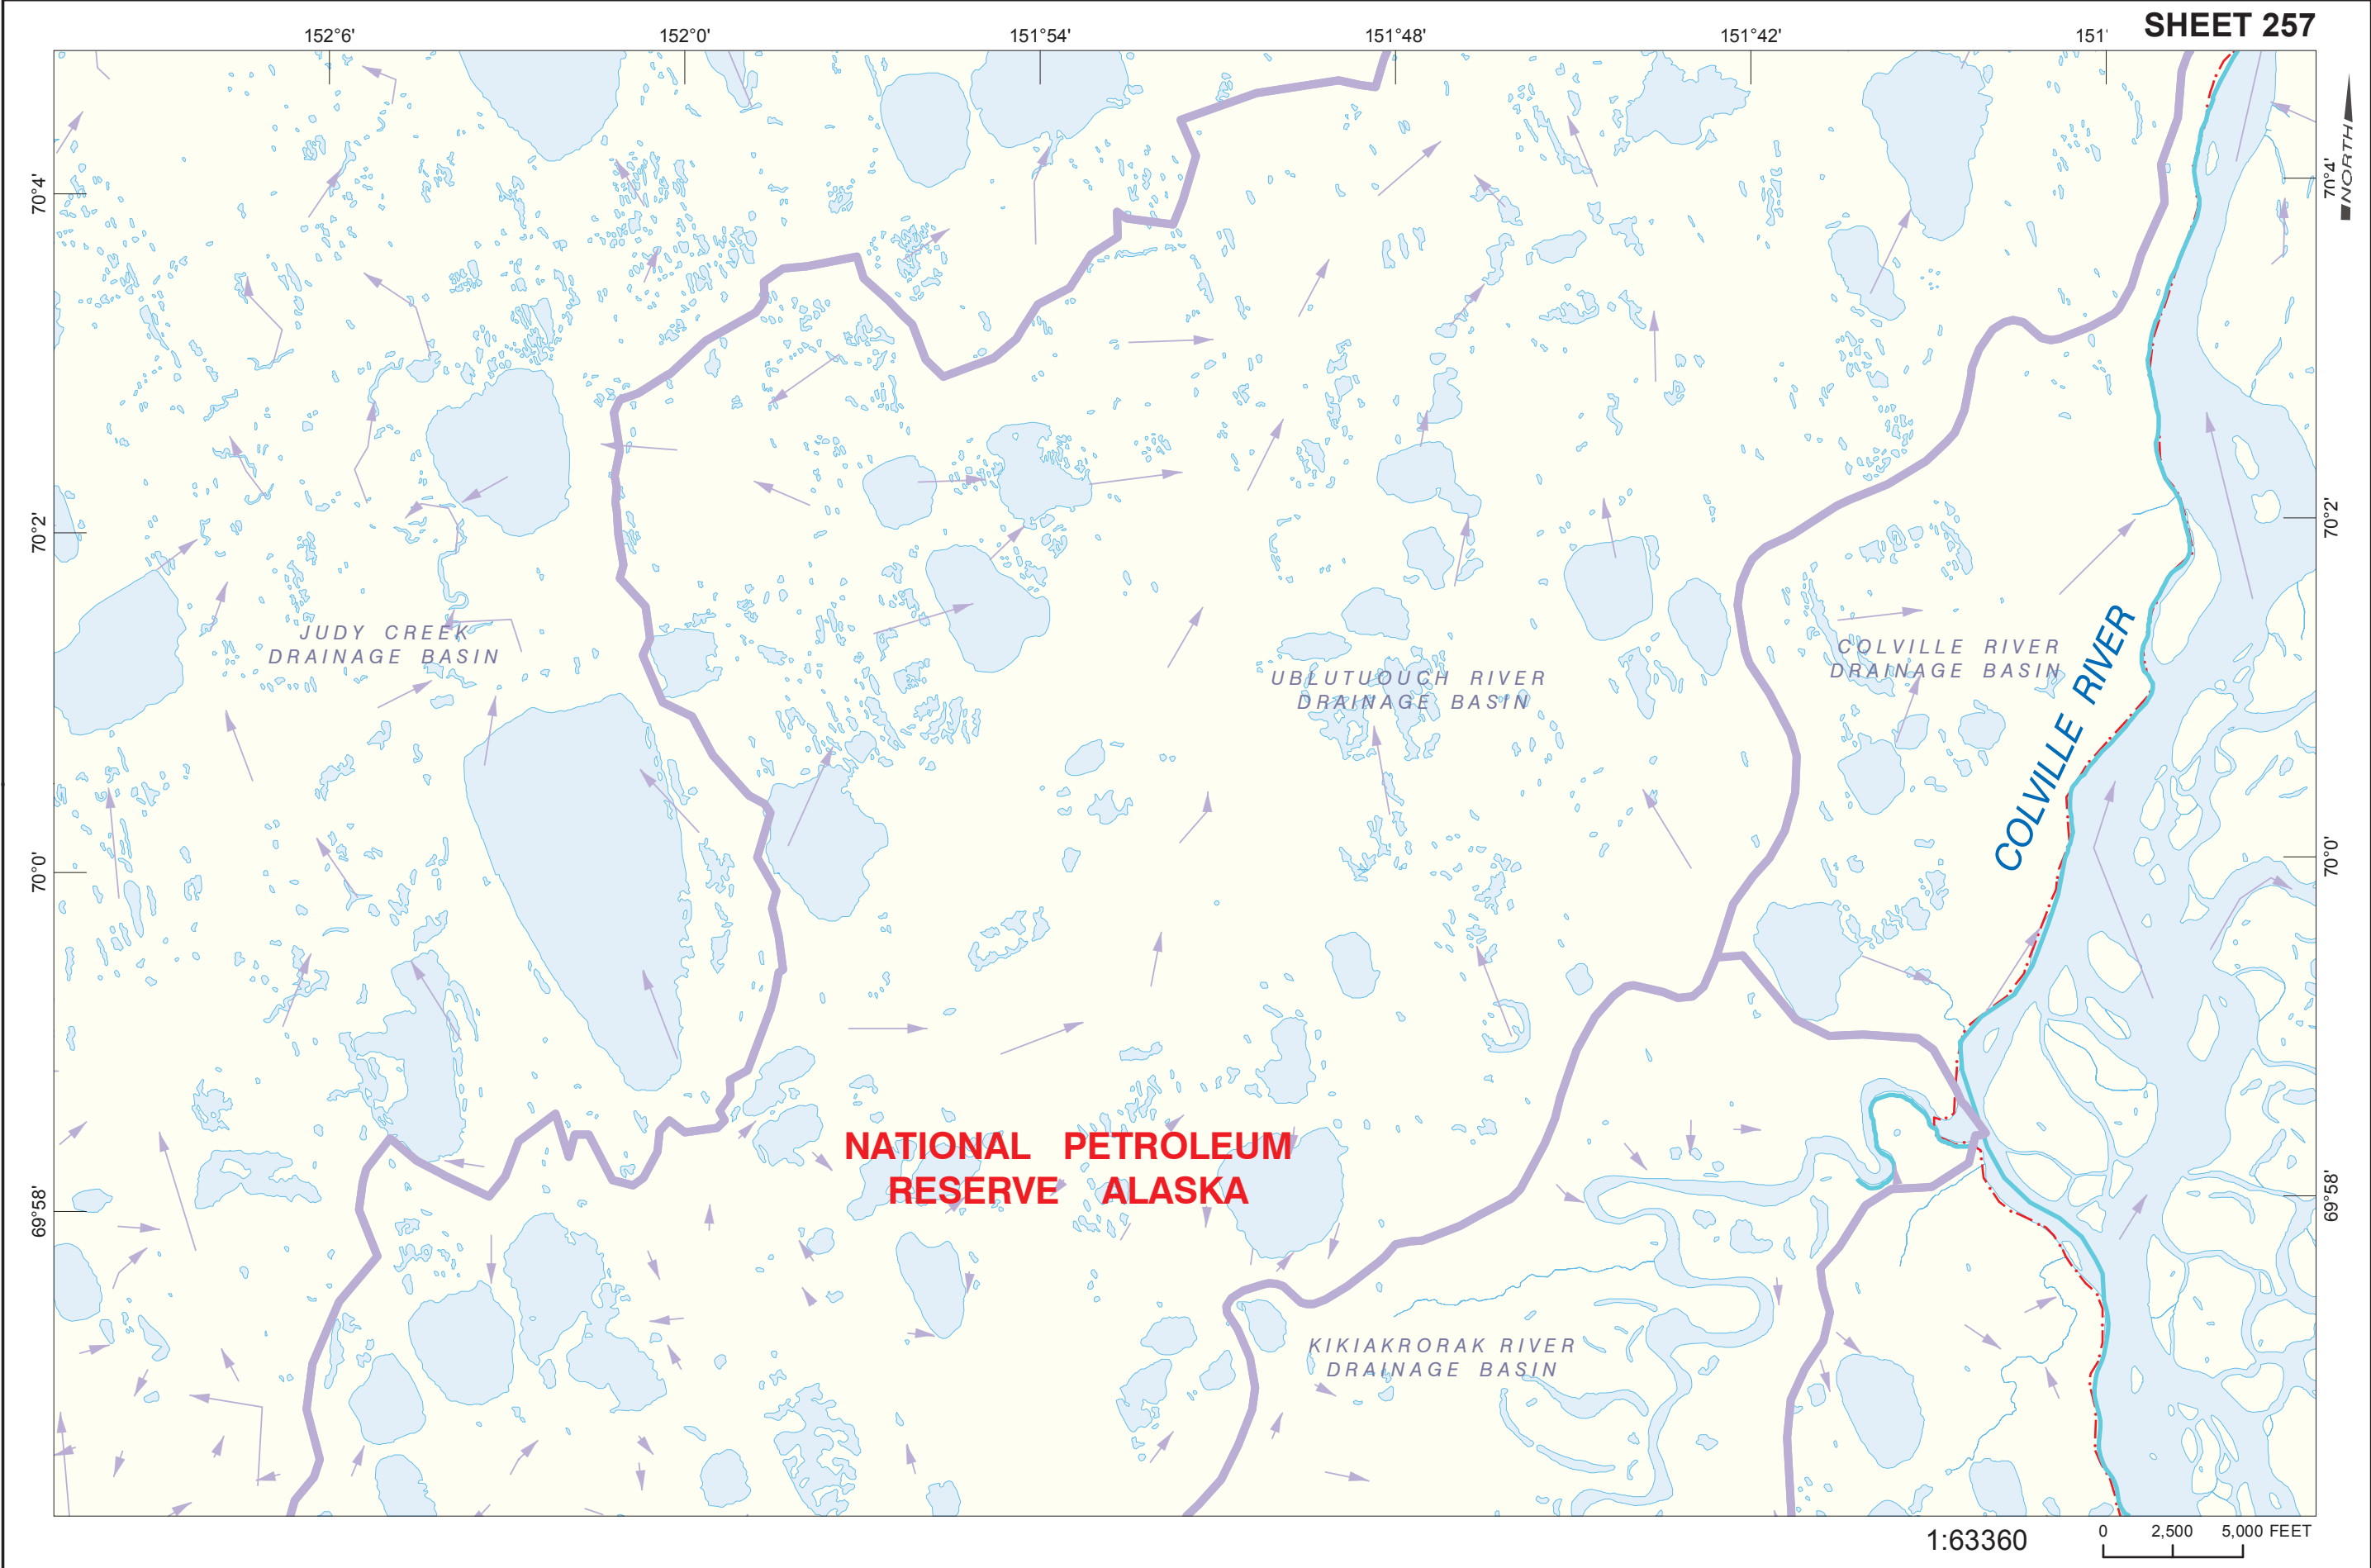 SHEET 257
152°6'
152°0'
151°54'
151°48'
151°42'
151'
70°4'
70°4'
NORTH
70°2'
70°2'
JUDY CREEK
DRAINAGE BASIN
UBLUTUOUCH RIVER
DRAINAGE BASIN
COLVILLE RIVER
DRAINAGE BASIN
COLVILLE RIVER
70°0'
70°0'
NATIONAL PETROLEUM
RESERVE ALASKA
69°58'
69°58'
KIKIAKRORAK RIVER
DRAINAGE BASIN
1:63360
0 2,500 5,000 FEET